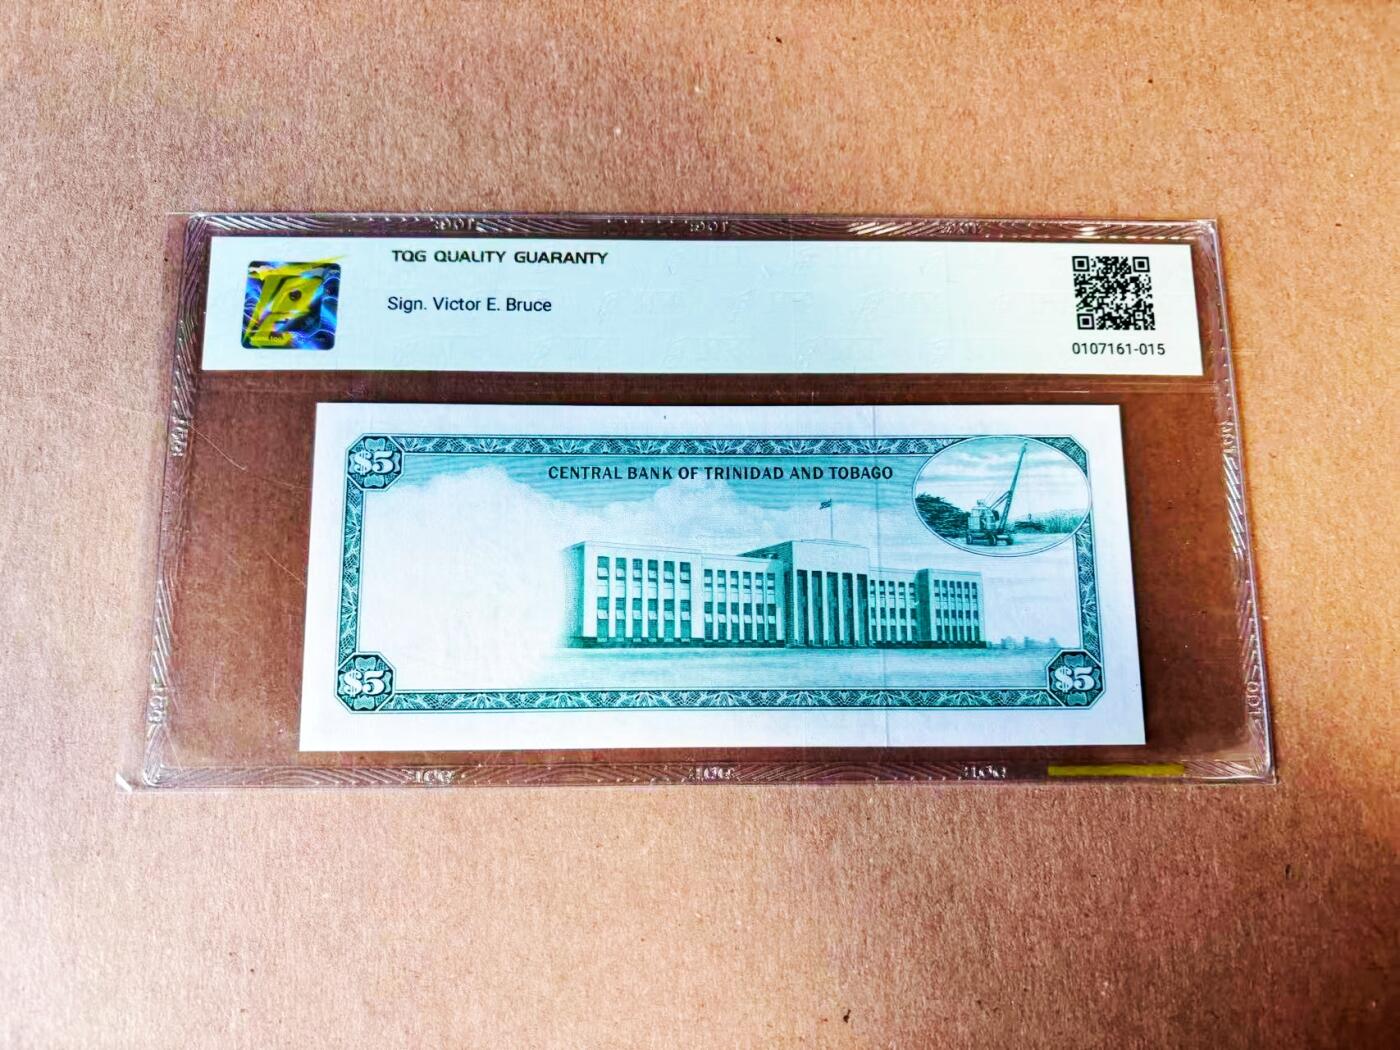 TQG QUALITY GUARANTY
Sign. Victor E. Bruce
0107161-015
$5
CENTRAL BANK OF TRINIDAD AND TOBAGO
$5
$5